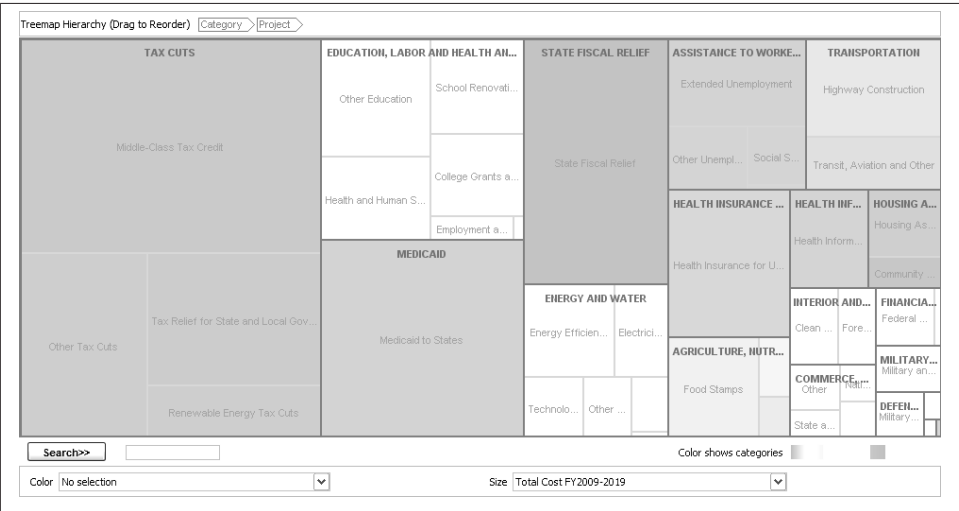 Treemap Hierarchy (Drag to Reorder) Category Project
TAX CUTS
Middle-Class Tax Credit
Other Tax Cuts
Tax Relief for State and Local Gov...
Renewable Energy Tax Cuts
EDUCATION, LABOR AND HEALTH AN...
Other Education
School Renovati...
Health and Human S...
College Grants a...
Employment a...
MEDICAID
Medicaid to States
STATE FISCAL RELIEF
State Fiscal Relief
ENERGY AND WATER
Energy Efficien...
Electrici...
Technolo...
Other ...
ASSISTANCE TO WORKE...
Extended Unemployment
Other Unempl...
Social S...
TRANSPORTATION
Highway Construction
Transit, Aviation and Other
HEALTH INSURANCE ...
Health Insurance for U...
HEALTH INF...
Health Inform...
HOUSING A...
Housing As...
Community ...
AGRICULTURE, NUTR...
Food Stamps
INTERIOR AND...
Clean ...
Fore...
FINANCIA...
Federal ...
COMMERCE, ...
Other
State a...
MILITARY...
Military an...
DEFEN...
Military...
Search>>
Color shows categories
Color No selection
Size Total Cost FY2009-2019